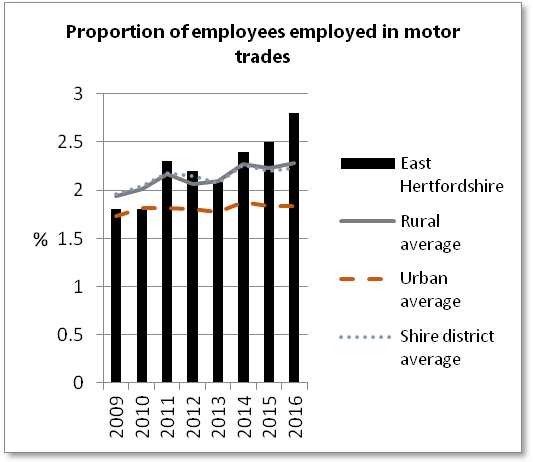 Proportion of employees employed in motor
trades
3
2.5
2
1.5
1
0.5
0
%
2009
2010
2011
2012
2013
2014
2015
2016
East
Hertfordshire
Rural
average
Urban
average
Shire district
average